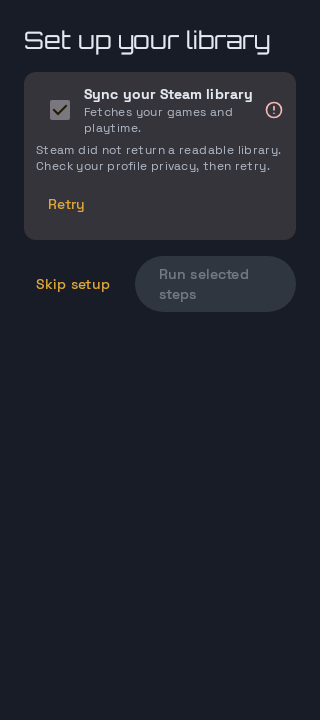 Set up your library
Sync your Steam library
Fetches your games and
playtime.
Steam did not return a readable library.
Check your profile privacy, then retry.
Retry
Skip setup
Run selected
steps